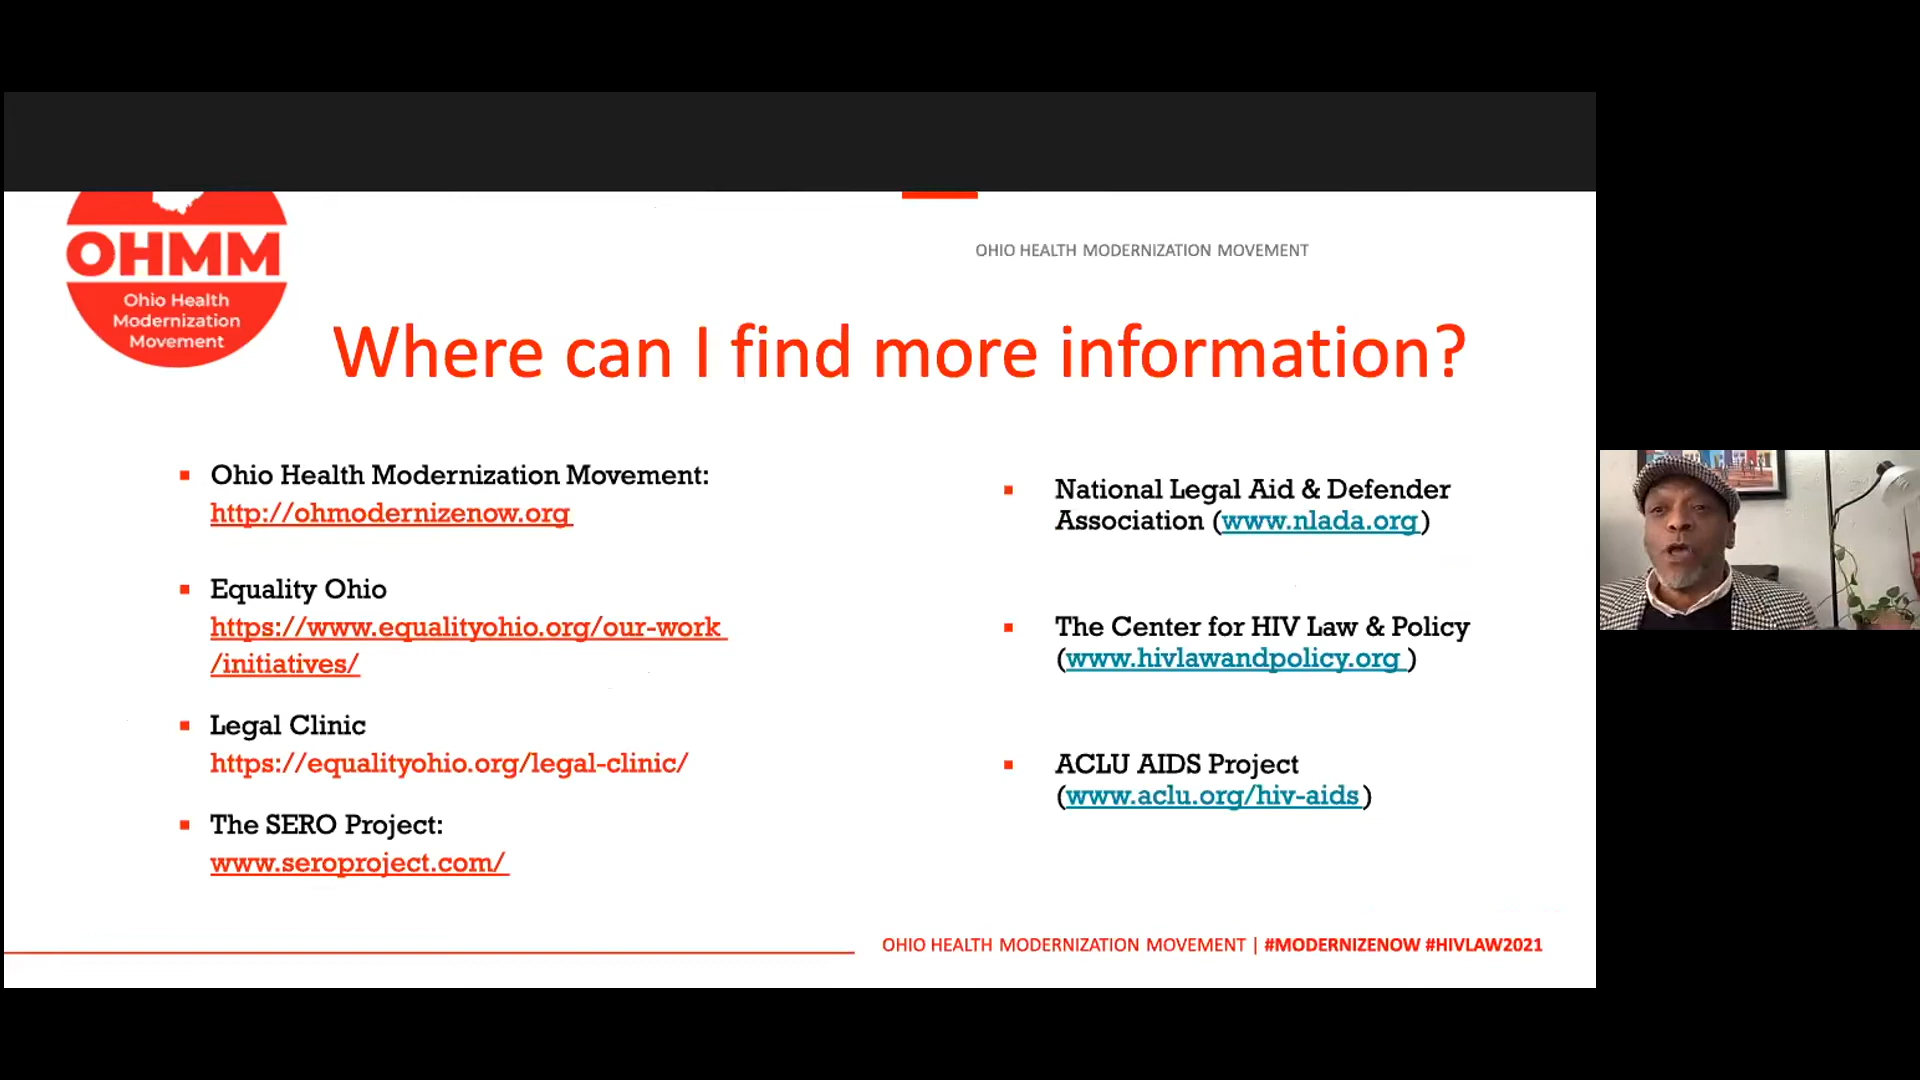 OHMM
Ohio Health
Modernization
Movement
OHIO HEALTH MODERNIZATION MOVEMENT
Where can I find more information?
Ohio Health Modernization Movement:
http://ohmodernizenow.org
Equality Ohio
https://www.equalityohio.org/our-work
/initiatives/
Legal Clinic
https://equalityohio.org/legal-clinic/
The SERO Project:
www.seroproject.com/
National Legal Aid & Defender
Association (www.nlada.org)
The Center for HIV Law & Policy
(www.hivlawandpolicy.org )
ACLU AIDS Project
(www.aclu.org/hiv-aids)
OHIO HEALTH MODERNIZATION MOVEMENT | #MODERNIZENOW #HIVLAW2021